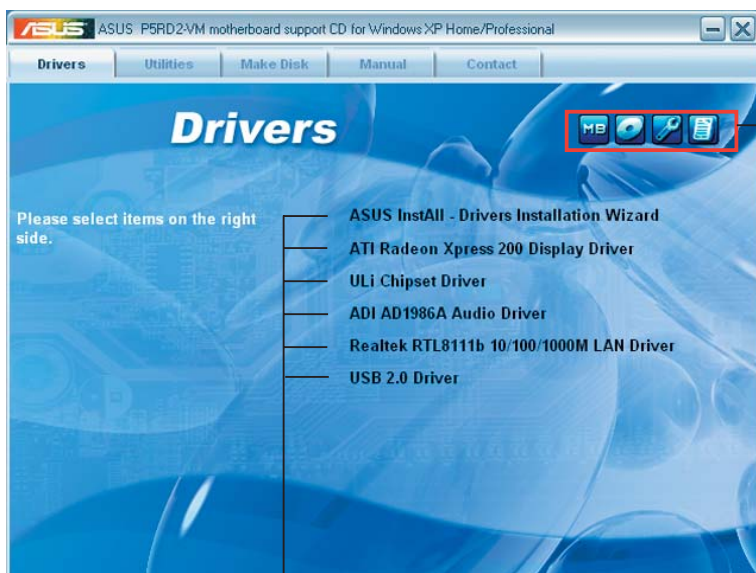 ASUS ASUS P5RD2-VM motherboard support CD for Windows XP Home/Professional
Drivers Utilities Make Disk Manual Contact
Drivers
MB
Please select items on the right
side.
ASUS InstAll - Drivers Installation Wizard
ATI Radeon Xpress 200 Display Driver
ULi Chipset Driver
ADI AD1986A Audio Driver
Realtek RTL8111b 10/100/1000M LAN Driver
USB 2.0 Driver